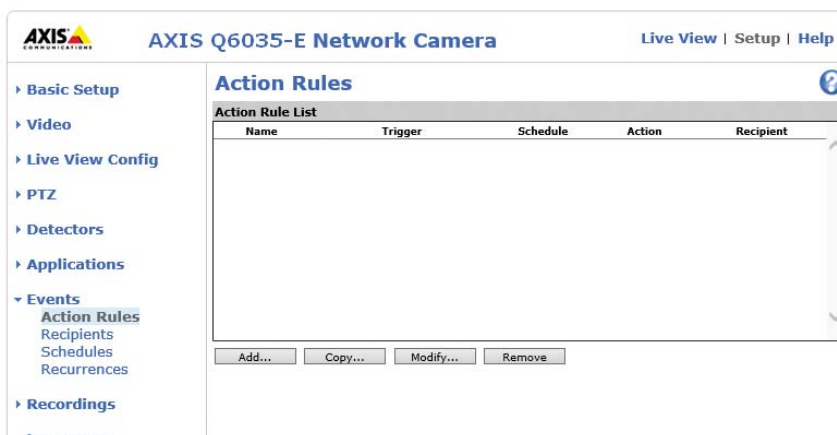 AXIS
COMMUNICATIONS
AXIS Q6035-E Network Camera
Live View | Setup | Help
Basic Setup
Video
Live View Config
PTZ
Detectors
Applications
Events
Action Rules
Recipients
Schedules
Recurrences
Recordings
Action Rules
Action Rule List
Name Trigger Schedule Action Recipient
Add... Copy... Modify... Remove